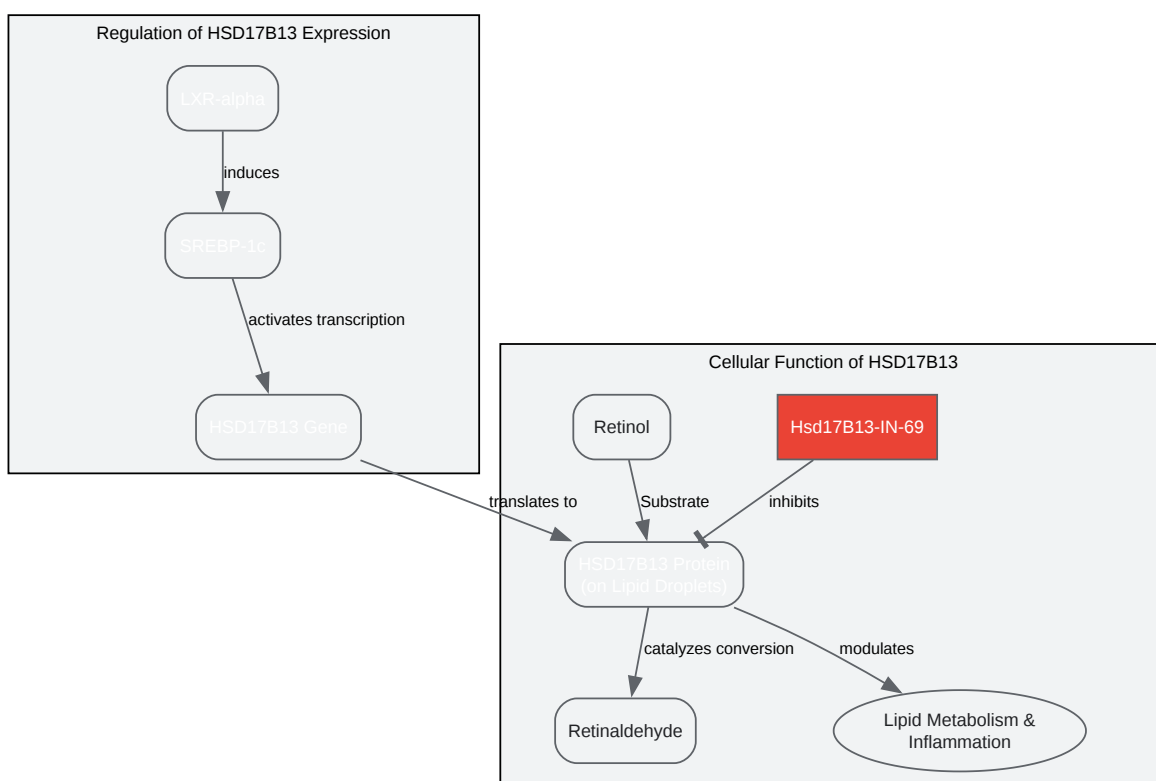 Regulation of HSD17B13 Expression
LXR-alpha
induces
SREBP-1c
activates transcription
HSD17B13 Gene
translates to
Cellular Function of HSD17B13
Retinol
Hsd17B13-IN-69
Substrate
inhibits
HSD17B13 Protein
(on Lipid Droplets)
catalyzes conversion
modulates
Retinaldehyde
Lipid Metabolism &
Inflammation